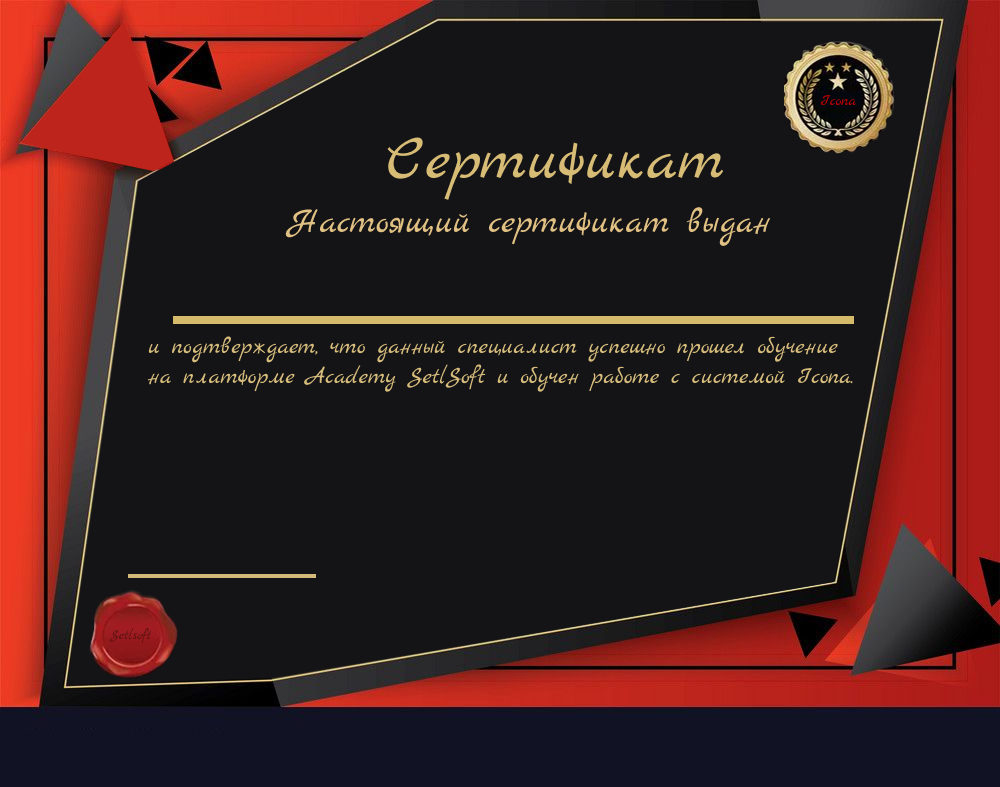 Icona
Сертификат
Настоящий сертификат выдан
и подтверждает, что данный специалист успешно прошел обучение
на платформе Academy SetlSoft и обучен работе с системой Icona.
Setlsoft